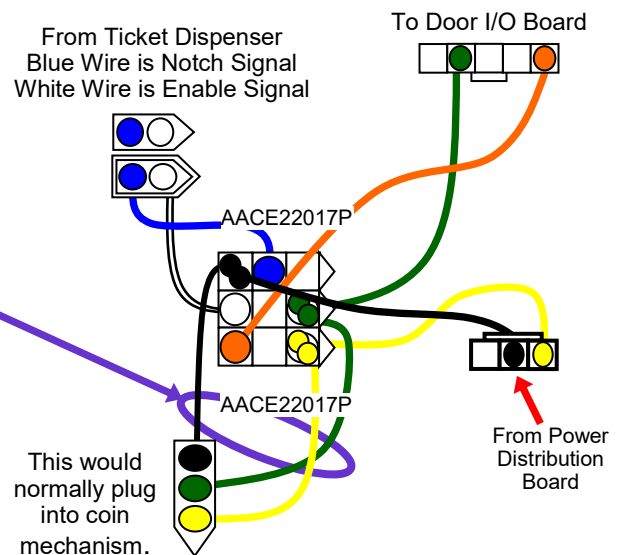 To Door I/O Board
From Ticket Dispenser
Blue Wire is Notch Signal
White Wire is Enable Signal
AACE22017P
AACE22017P
From Power
Distribution
Board
This would
normally plug
into coin
mechanism.